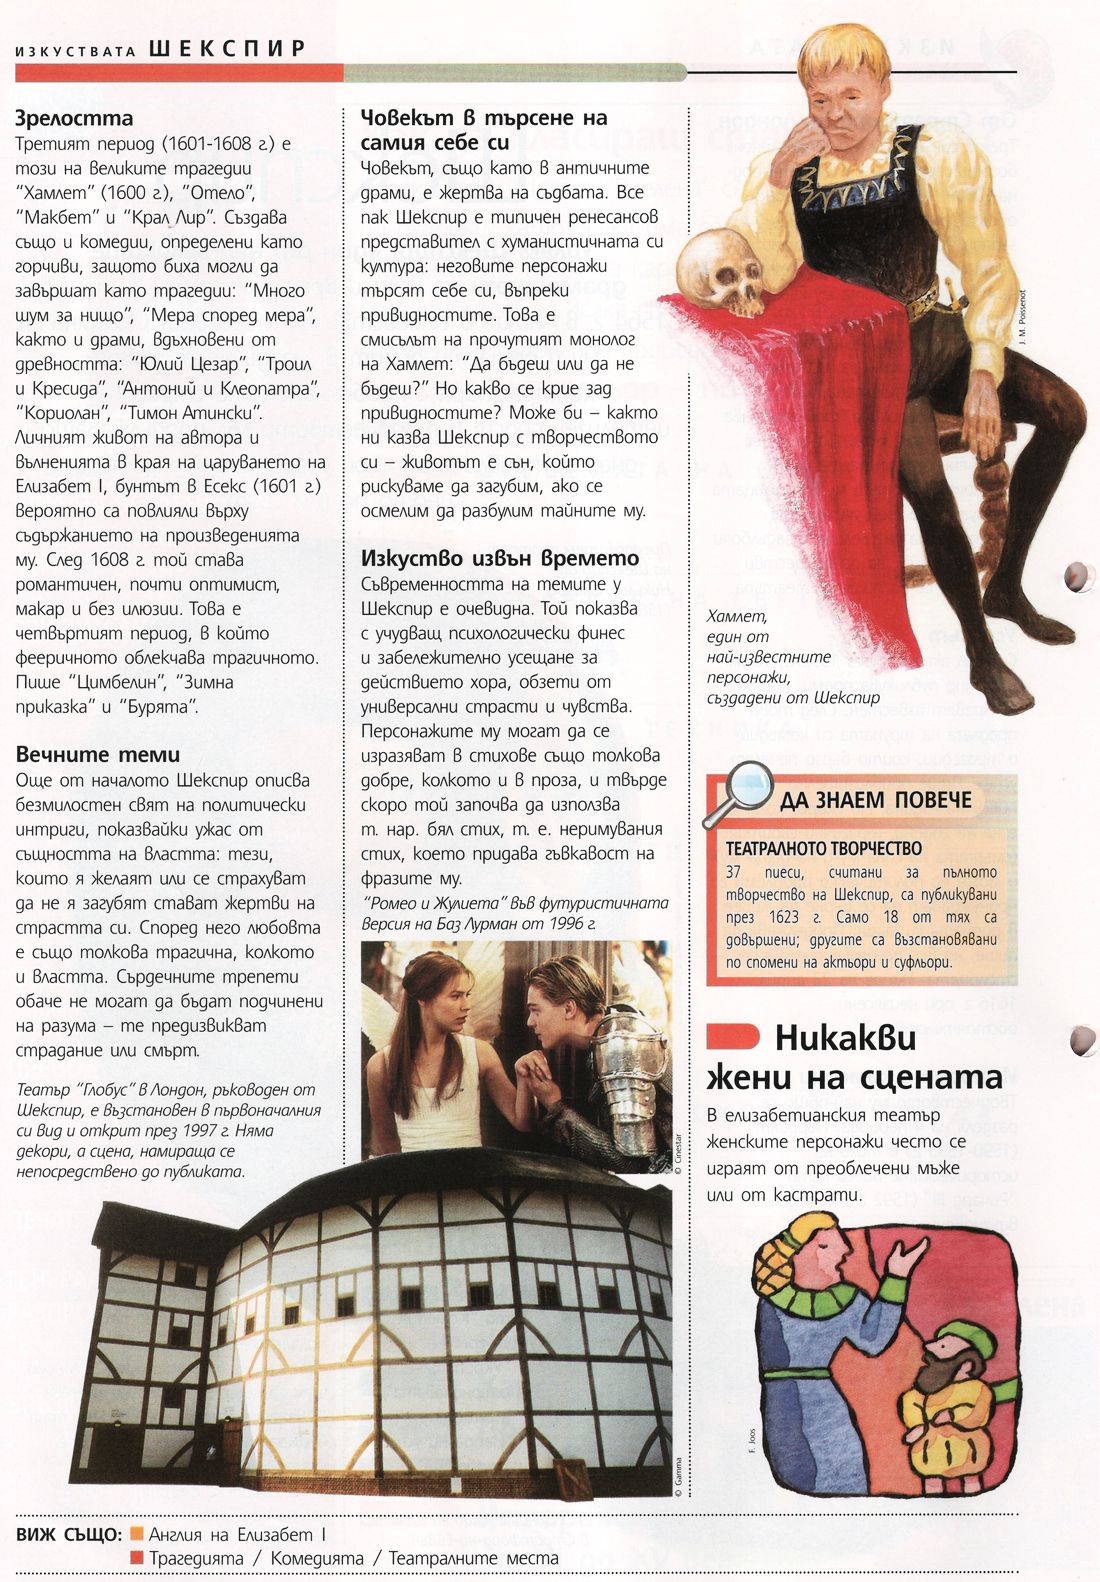 ИЗКУСТВАТА ШЕКСПИР
Зрелостта
Третият период (1601-1608 г.) е
този на великите трагедии
“Хамлет” (1600 г.), “Отело”,
“Макбет” и “Крал Лир”. Създава
също и комедии, определени като
горчиви, защото биха могли да
завършат като трагедии: “Много
шум за нищо”, “Мера според мера”,
както и драми, вдъхновени от
древността: “Юлий Цезар”, “Троил
и Кресида”, “Антоний и Клеопатра”,
“Кориолан”, “Тимон Атински”.
Личният живот на автора и
вълненията в края на царуването на
Елизабет I, бунтът в Есекс (1601 г.)
вероятно са повлияли върху
съдържанието на произведенията
му. След 1608 г. той става
романтичен, почти оптимист,
макар и без илюзии. Това е
четвъртият период, в който
фееричното облекчава трагичното.
Пише “Цимбелин”, “Зимна
приказка” и “Бурята”.
Вечните теми
Още от началото Шекспир описва
безмилостен свят на политически
интриги, показвайки ужас от
същността на властта: тези,
които я желаят или се страхуват
да не я загубят стават жертви на
страстта си. Според него любовта
е също толкова трагична, колкото
и властта. Сърдечните трепети
обаче не могат да бъдат подчинени
на разума – те предизвикват
страдание или смърт.
Театър “Глобус” в Лондон, ръководен от
Шекспир, е възстановен в първоначалния
си вид и открит през 1997 г. Няма
декори, а сцена, намираща се
непосредствено до публиката.
Човекът в търсене на
самия себе си
Човекът, също като в античните
драми, е жертва на съдбата. Все
пак Шекспир е типичен ренесансов
представител с хуманистичната си
култура: неговите персонажи
търсят себе си, въпреки
привидностите. Това е
смисълът на прочутият монолог
на Хамлет: “Да бъдеш или да не
бъдеш?” Но какво се крие зад
привидностите? Може би – както
ни казва Шекспир с творчеството
си – животът е сън, който
рискуваме да загубим, ако се
осмелим да разбулим тайните му.
Изкуство извън времето
Съвременността на темите у
Шекспир е очевидна. Той показва
с учудващ психологически финес
и забележително усещане за
действието хора, обзети от
универсални страсти и чувства.
Персонажите му могат да се
изразяват в стихове също толкова
добре, колкото и в проза, и твърде
скоро той започва да използва
т. нар. бял стих, т. е. неримувания
стих, което придава гъвкавост на
фразите му.
“Ромео и Жулиета” във футуристичната
версия на Баз Лурман от 1996 г.
© Cinestar
© Gamma
J. M. Poissenot
Хамлет,
един от
най-известните
персонажи,
създадени от Шекспир
ДА ЗНАЕМ ПОВЕЧЕ
ТЕАТРАЛНОТО ТВОРЧЕСТВО
37 пиеси, считани за пълното
творчество на Шекспир, са публикувани
през 1623 г. Само 18 от тях са
довършени; другите са възстановявани
по спомени на актьори и суфльори.
Никакви
жени на сцената
В елизабетианския театър
женските персонажи често се
играят от преоблечени мъже
или от кастрати.
F. Joos
ВИЖ СЪЩО: Англия на Елизабет I
Трагедията / Комедията / Театралните места